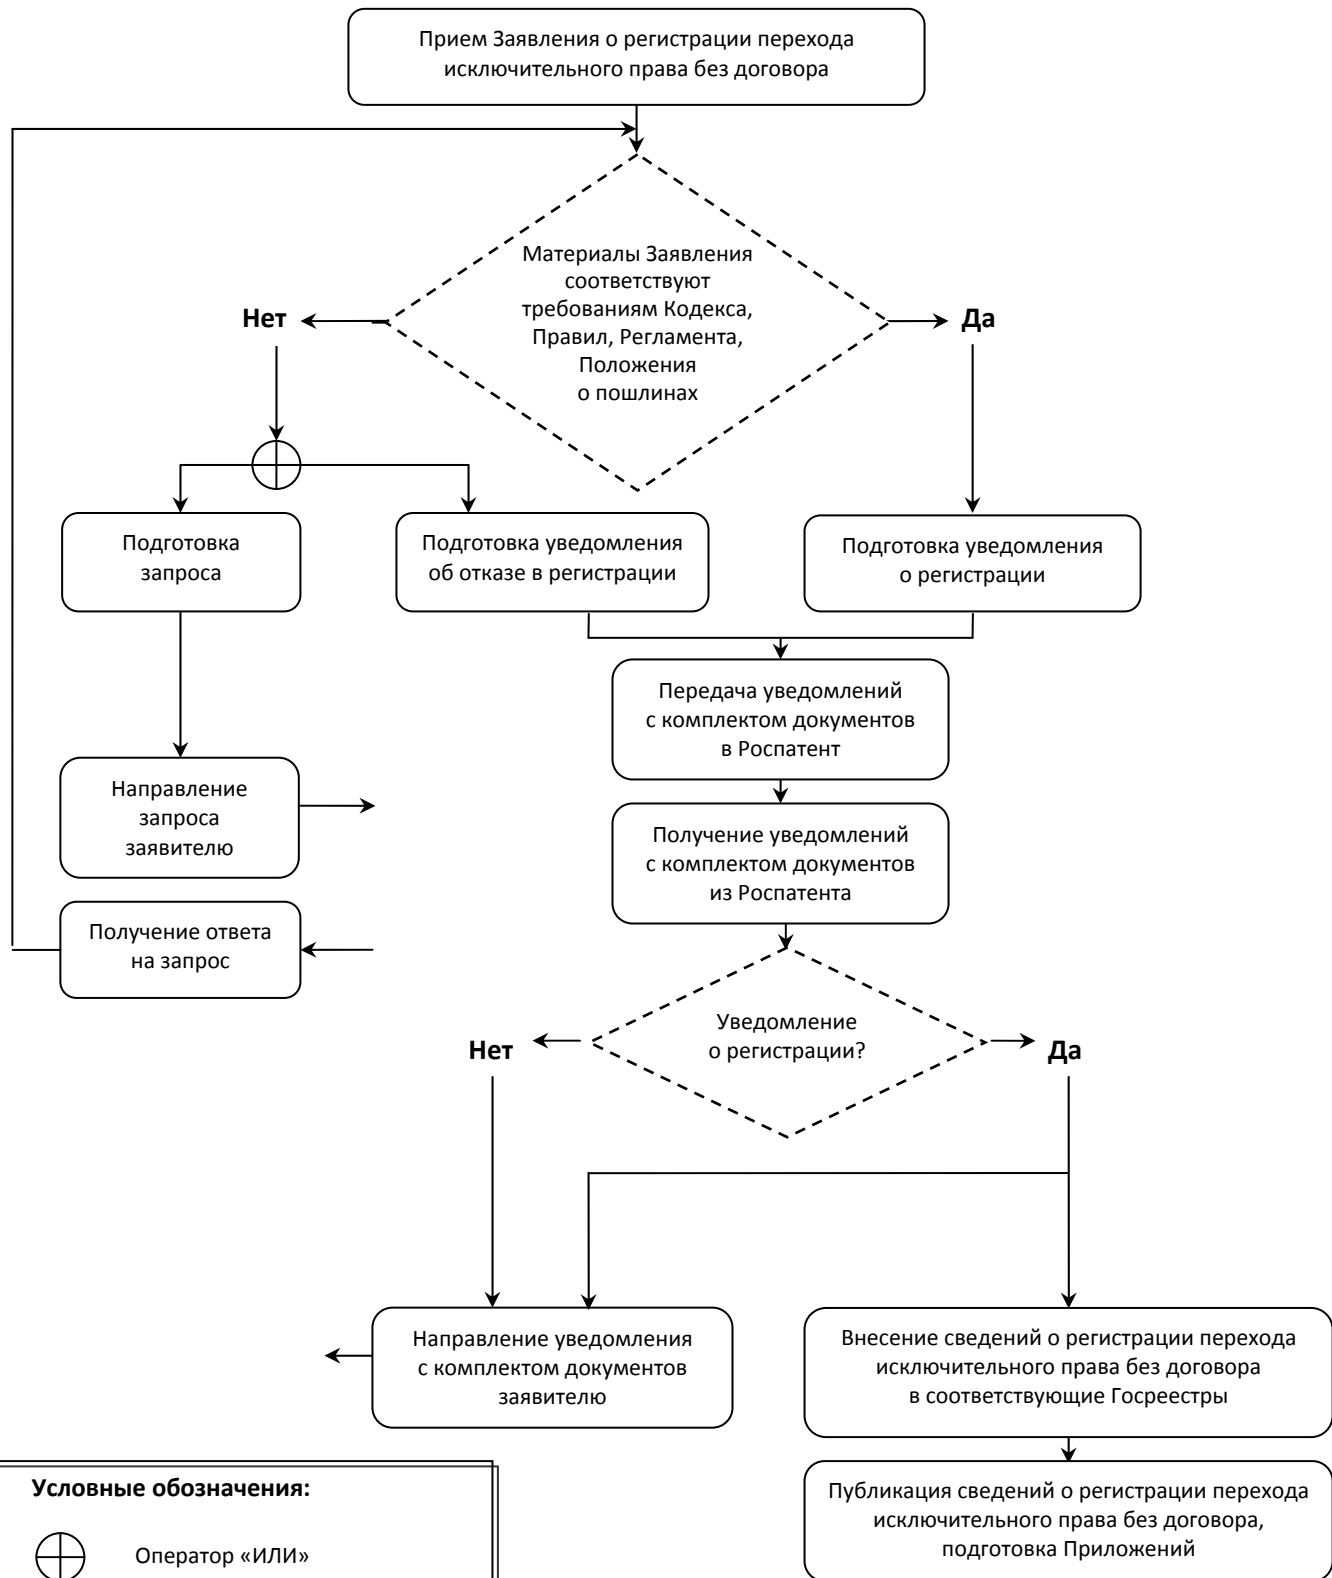 Прием Заявления о регистрации перехода
исключительного права без договора
Материалы Заявления
соответствуют
требованиям Кодекса,
Правил, Регламента,
Положения
о пошлинах
Нет
Да
Подготовка
запроса
Подготовка уведомления
об отказе в регистрации
Подготовка уведомления
о регистрации
Передача уведомлений
с комплектом документов
в Роспатент
Направление
запроса
заявителю
Получение уведомлений
с комплектом документов
из Роспатента
Получение ответа
на запрос
Уведомление
о регистрации?
Нет
Да
Направление уведомления
с комплектом документов
заявителю
Внесение сведений о регистрации перехода
исключительного права без договора
в соответствующие Госреестры
Публикация сведений о регистрации перехода
исключительного права без договора,
подготовка Приложений
Условные обозначения:
Оператор «ИЛИ»